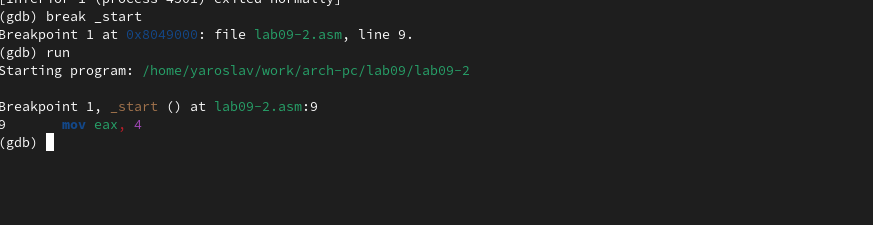 [Inferior 1 (process 4301) exited normally]
(gdb) break _start
Breakpoint 1 at 0x8049000: file lab09-2.asm, line 9.
(gdb) run
Starting program: /home/yaroslav/work/arch-pc/lab09/lab09-2
Breakpoint 1, _start () at lab09-2.asm:9
9 mov eax, 4
(gdb)